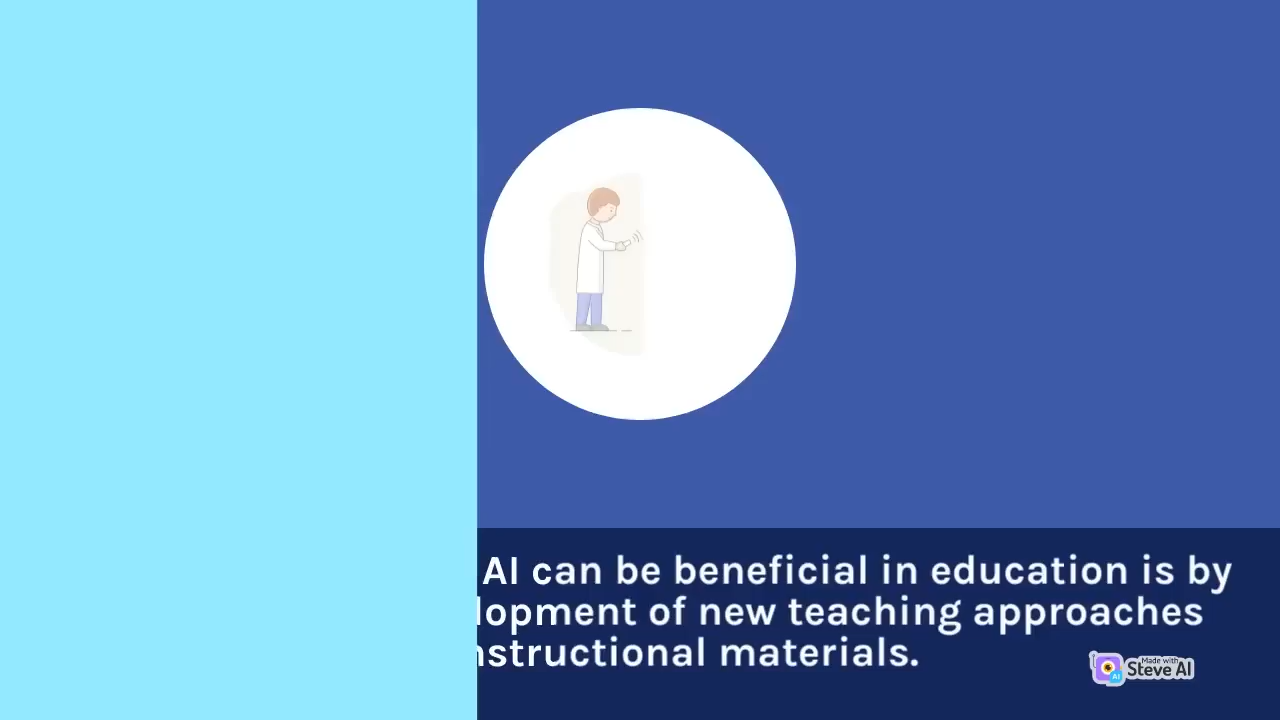 AI can be beneficial in education is by
lopment of new teaching approaches
nstructional materials.
Made with
Steve AI
AI